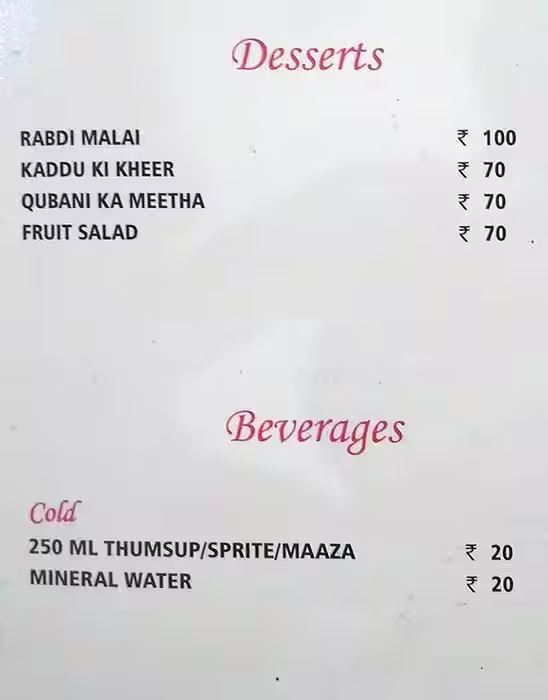 Desserts
RABDI MALAI ₹ 100
KADDU KI KHEER ₹ 70
QUBANI KA MEETHA ₹ 70
FRUIT SALAD ₹ 70
Beverages
Cold
250 ML THUMSUP/SPRITE/MAAZA ₹ 20
MINERAL WATER ₹ 20